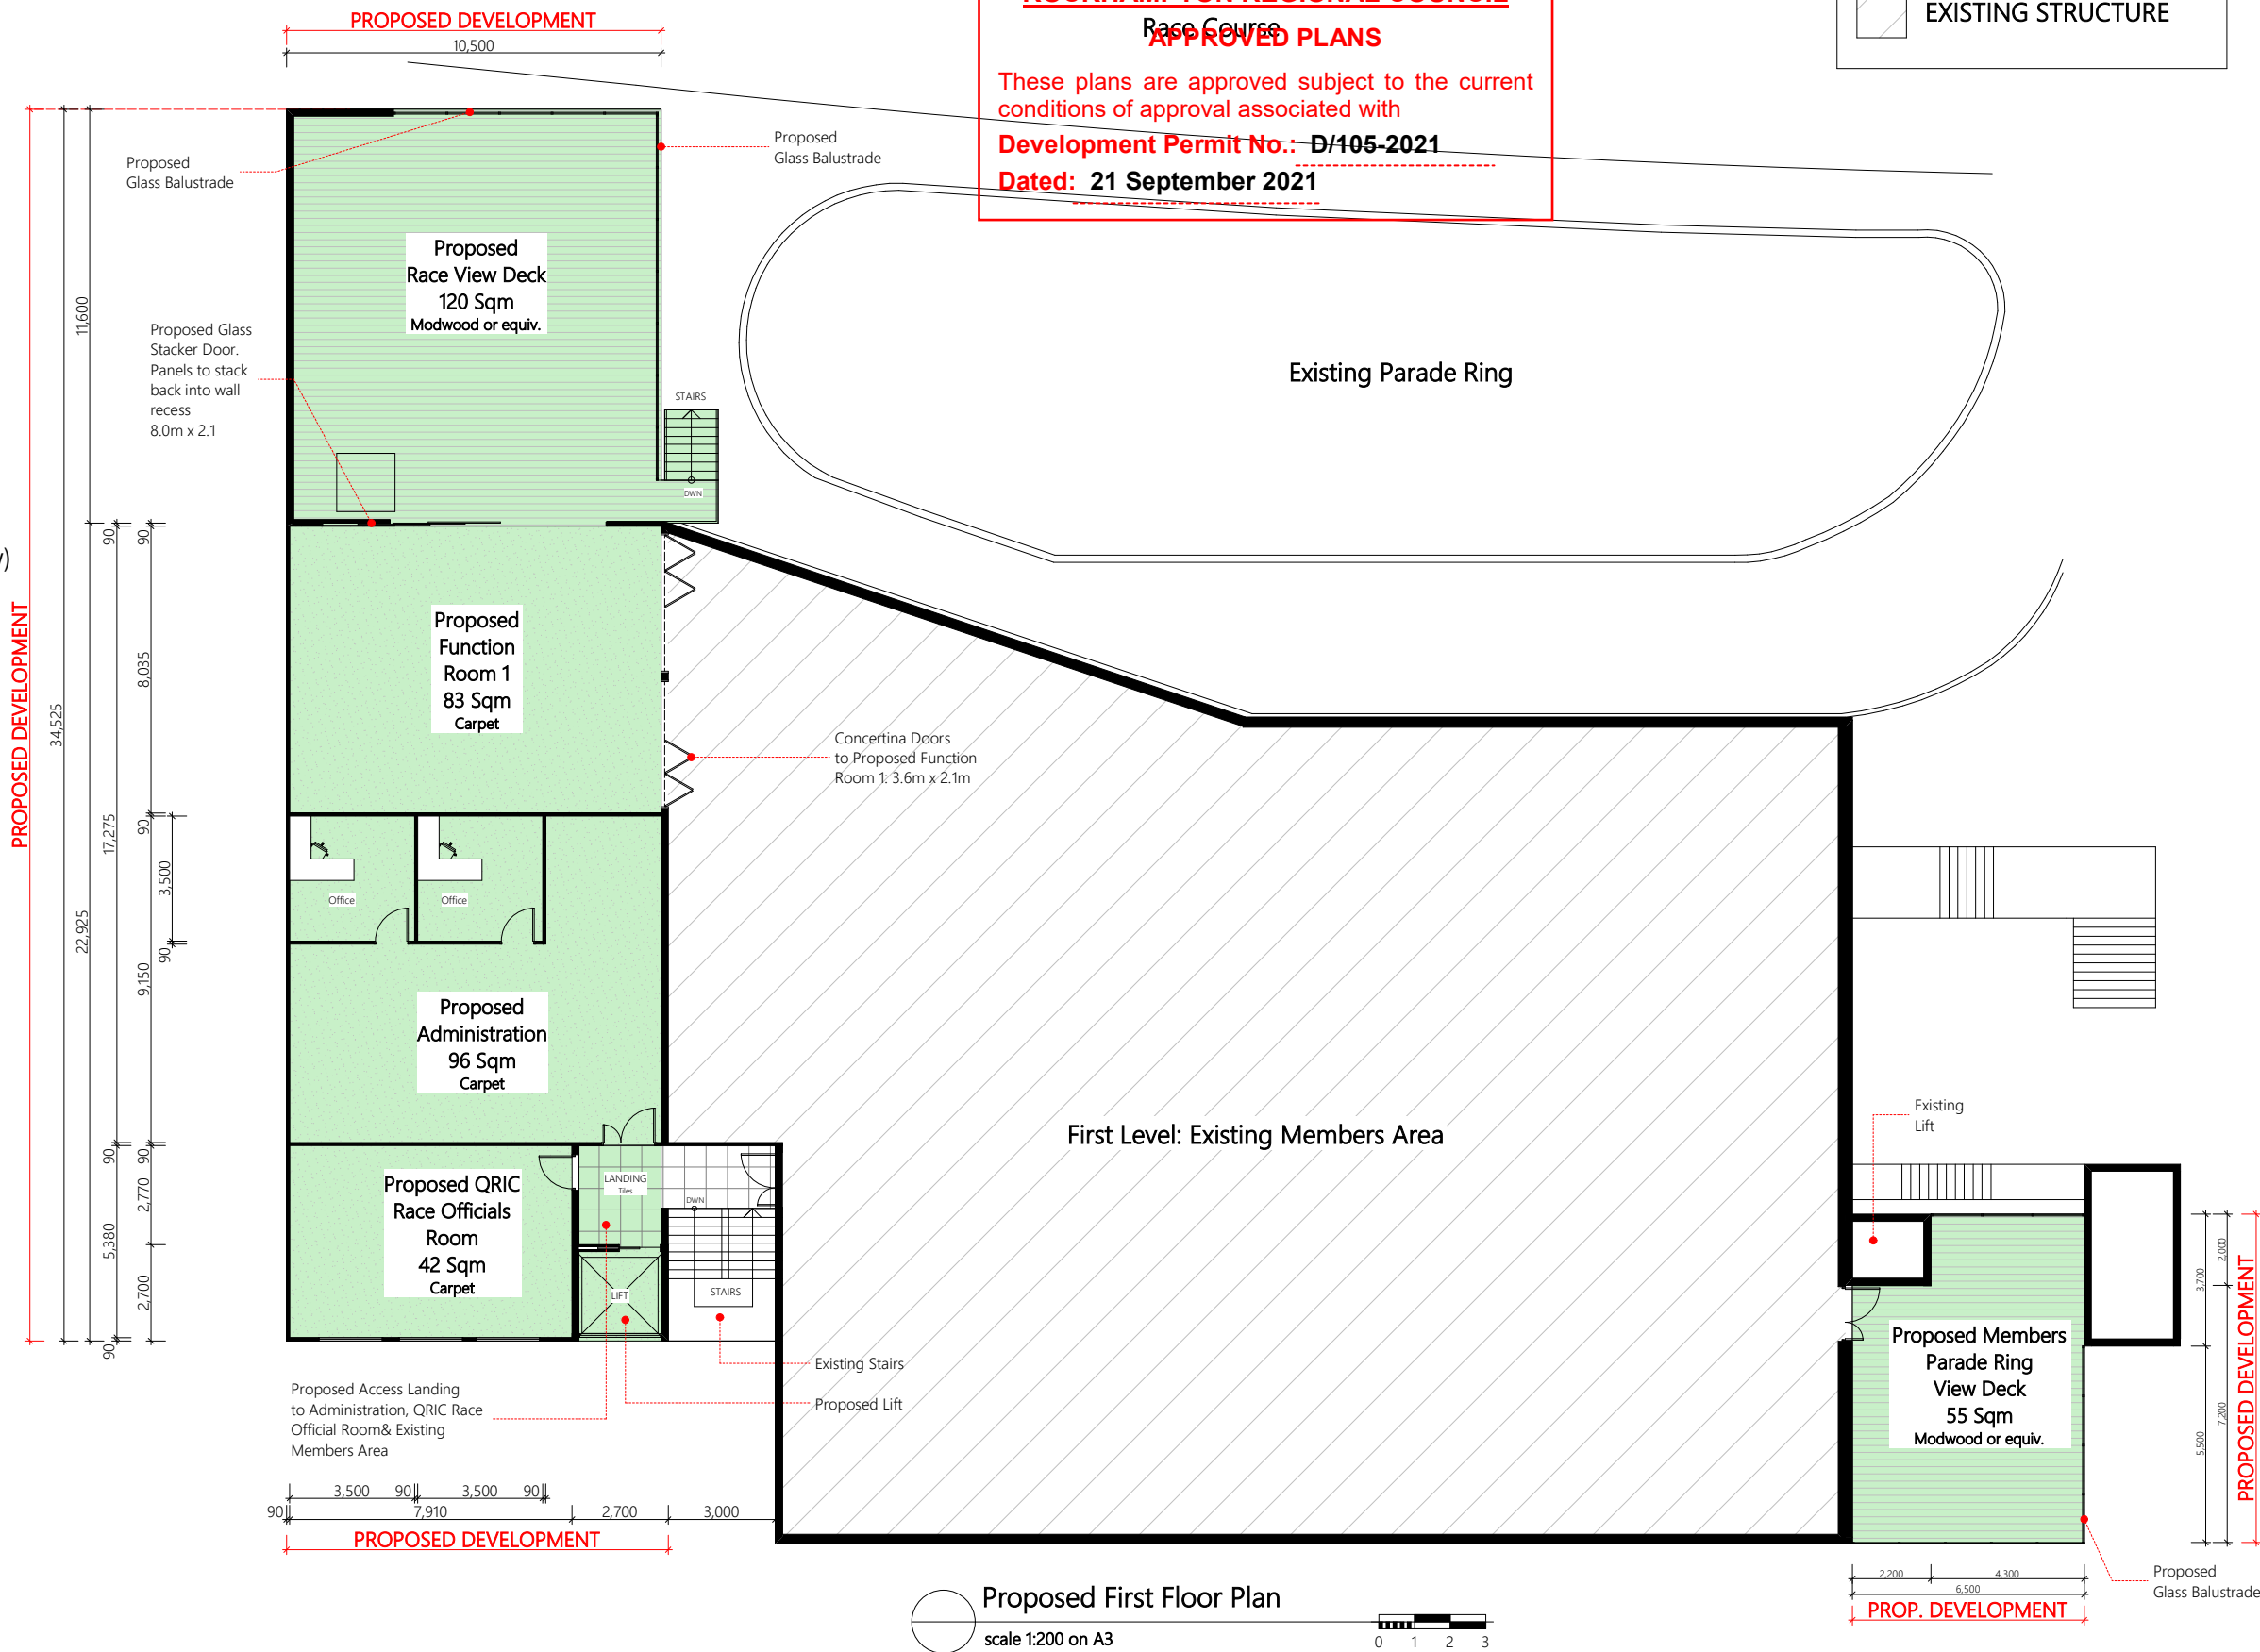 PROPOSED DEVELOPMENT
10,500
Race Course
APPROVED PLANS
These plans are approved subject to the current
conditions of approval associated with
Development Permit No.: D/105-2021
Dated: 21 September 2021
EXISTING STRUCTURE
Proposed
Glass Balustrade
Proposed
Glass Balustrade
Proposed
Race View Deck
120 Sqm
Modwood or equiv.
Proposed Glass
Stacker Door.
Panels to stack
back into wall
recess
8.0m x 2.1
STAIRS
DWN
Existing Parade Ring
11,600
34,525
22,925
17,275
90
90
8,035
90
3,500
90
9,150
90
90
2,770
5,380
2,700
90
PROPOSED DEVELOPMENT
Proposed
Function
Room 1
83 Sqm
Carpet
Concertina Doors
to Proposed Function
Room 1: 3.6m x 2.1m
Office
Office
Proposed
Administration
96 Sqm
Carpet
First Level: Existing Members Area
Existing
Lift
Proposed QRIC
Race Officials
Room
42 Sqm
Carpet
LANDING
Tiles
DWN
LIFT
STAIRS
Existing Stairs
Proposed Lift
Proposed Access Landing
to Administration, QRIC Race
Official Room& Existing
Members Area
Proposed Members
Parade Ring
View Deck
55 Sqm
Modwood or equiv.
2,000
3,700
7,200
5,500
PROPOSED DEVELOPMENT
3,500
90
3,500
90
90
7,910
2,700
3,000
PROPOSED DEVELOPMENT
2,200
4,300
6,500
PROP. DEVELOPMENT
Proposed
Glass Balustrade
Proposed First Floor Plan
scale 1:200 on A3
0 1 2 3